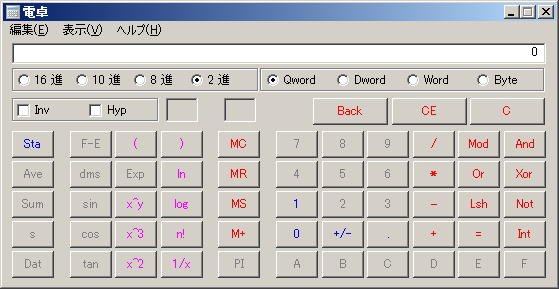 電卓
編集(E) 表示(V) ヘルプ(H)
0
16 進 10 進 8 進 2 進 Qword Dword Word Byte
Inv Hyp Back CE C
Sta F-E ( ) MC 7 8 9 / Mod And
Ave dms Exp ln MR 4 5 6 * Or Xor
Sum sin x^y log MS 1 2 3 - Lsh Not
s cos x^3 n! M+ 0 +/- . + = Int
Dat tan x^2 1/x PI A B C D E F